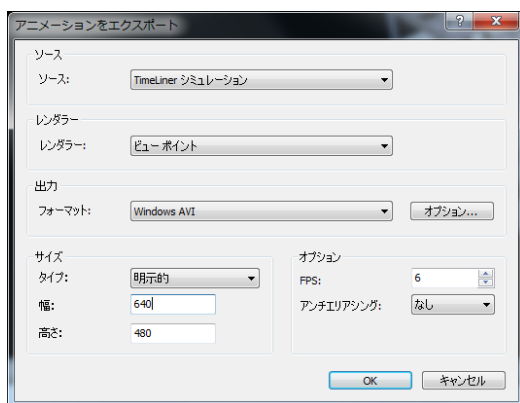 アニメーションをエクスポート
ソース
ソース: TimeLiner シミュレーション
レンダラー
レンダラー: ビュー ポイント
出力
フォーマット: Windows AVI オプション...
サイズ オプション
タイプ: 明示的 FPS: 6
幅: 640 アンチエリアシング: なし
高さ: 480
OK キャンセル